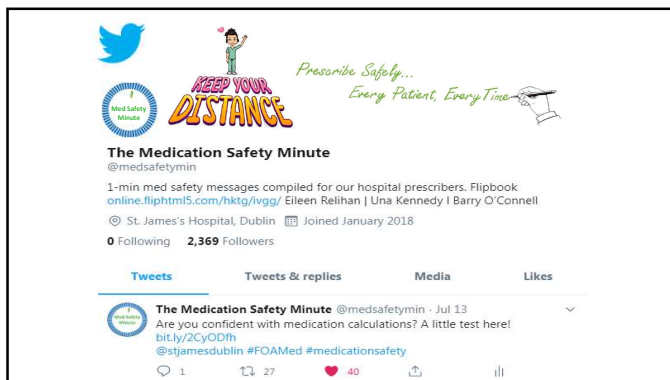 KEEP YOUR
DISTANCE
Prescribe Safely...
Every Patient, Every Time
Med Safety
Minute
The Medication Safety Minute
@medsafetymin
1-min med safety messages compiled for our hospital prescribers. Flipbook
online.fliphtml5.com/hktg/ivgg/ Eileen Relihan | Una Kennedy I Barry O'Connell
St. James's Hospital, Dublin Joined January 2018
0 Following 2,369 Followers
Tweets Tweets & replies Media Likes
Med Safety
Minute
The Medication Safety Minute @medsafetymin · Jul 13
Are you confident with medication calculations? A little test here!
bit.ly/2CyODfh
@stjamesdublin #FOAMed #medicationsafety
1 27 40